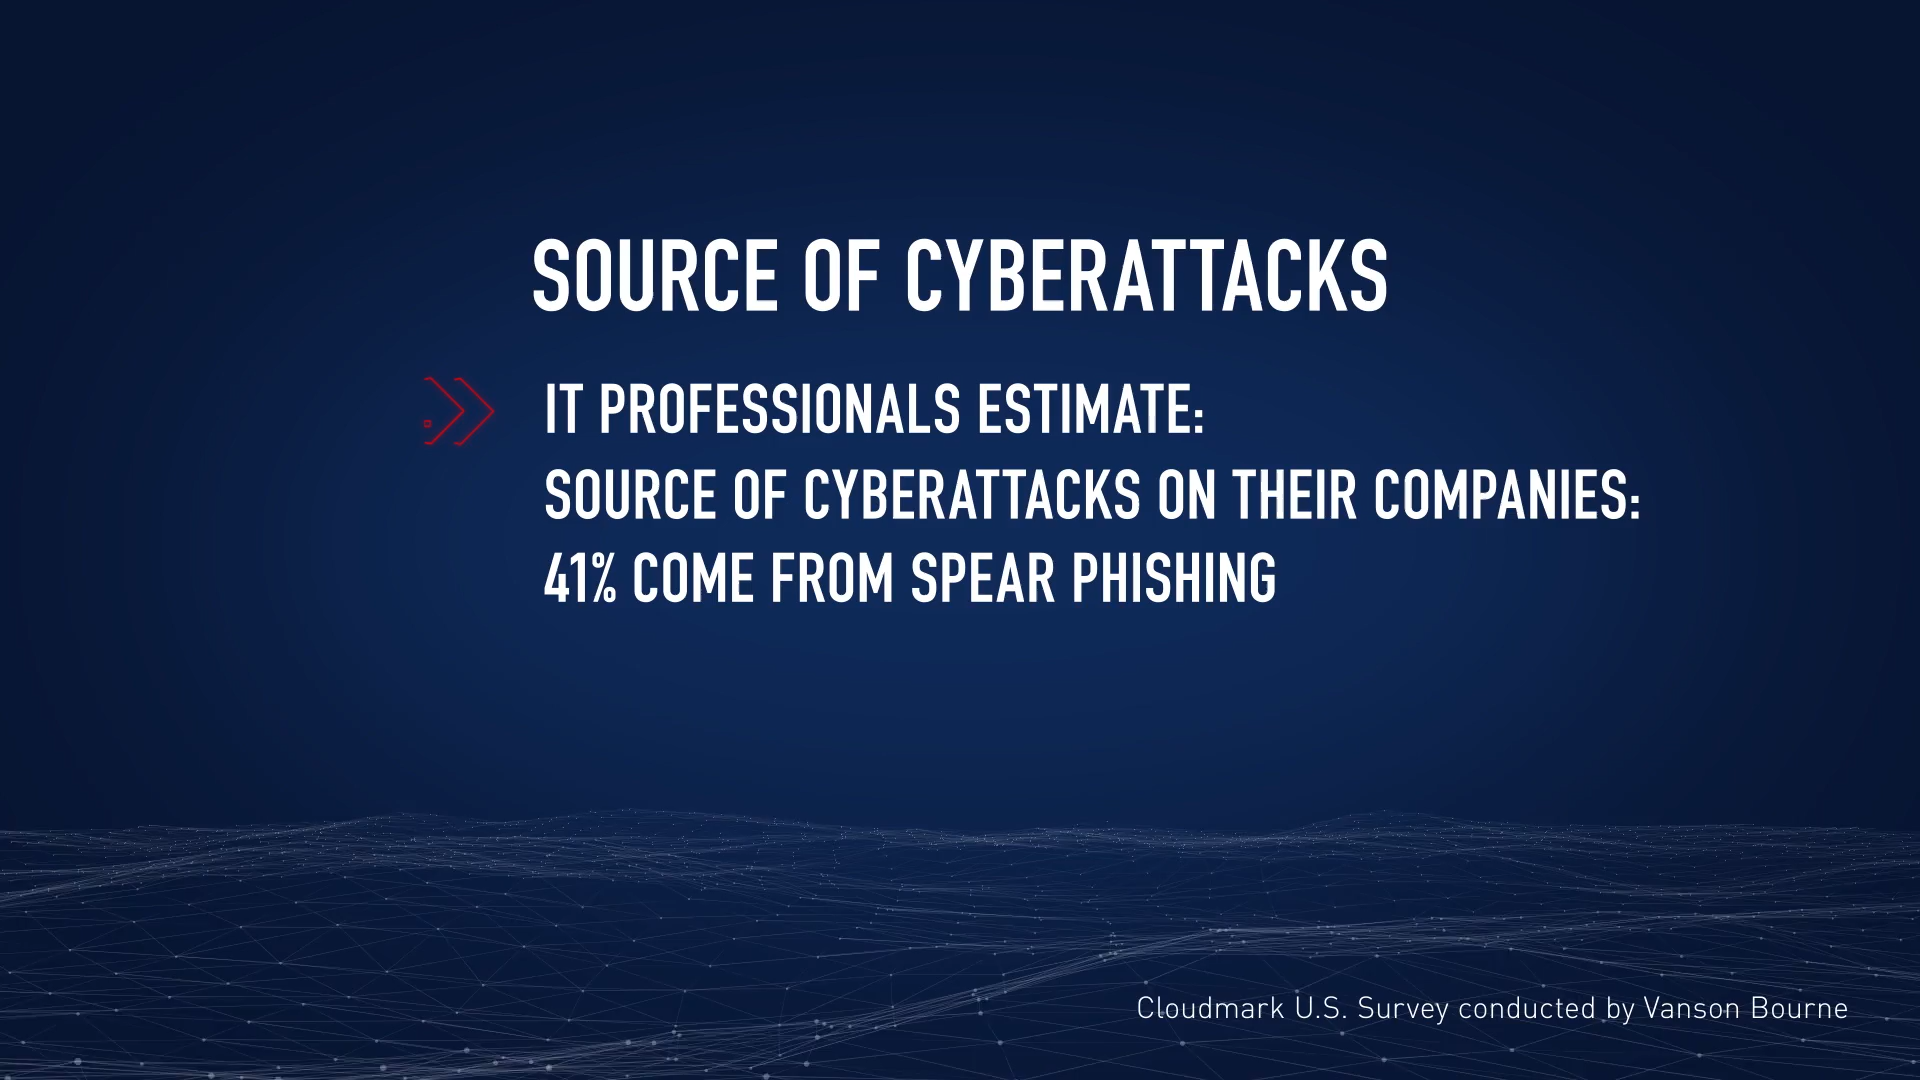 SOURCE OF CYBERATTACKS
IT PROFESSIONALS ESTIMATE:
SOURCE OF CYBERATTACKS ON THEIR COMPANIES:
41% COME FROM SPEAR PHISHING
Cloudmark U.S. Survey conducted by Vanson Bourne